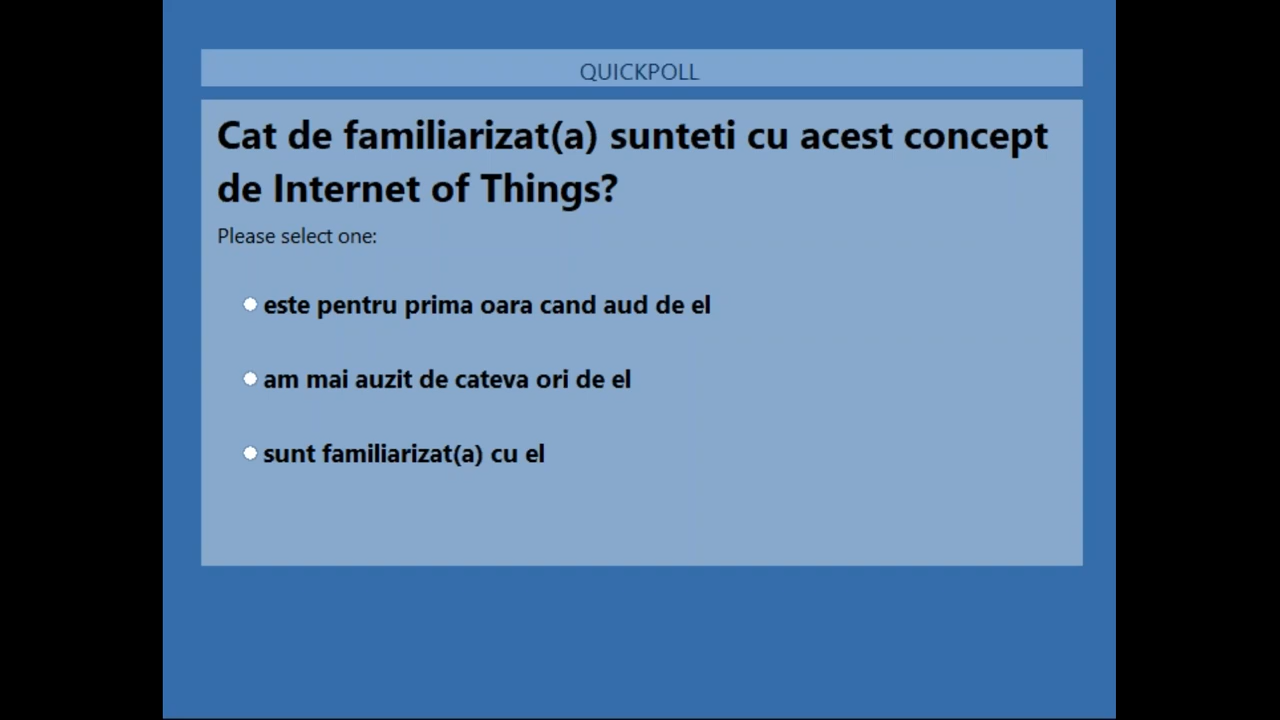 QUICKPOLL
Cat de familiarizat(a) sunteti cu acest concept
de Internet of Things?
Please select one:
este pentru prima oara cand aud de el
am mai auzit de cateva ori de el
sunt familiarizat(a) cu el